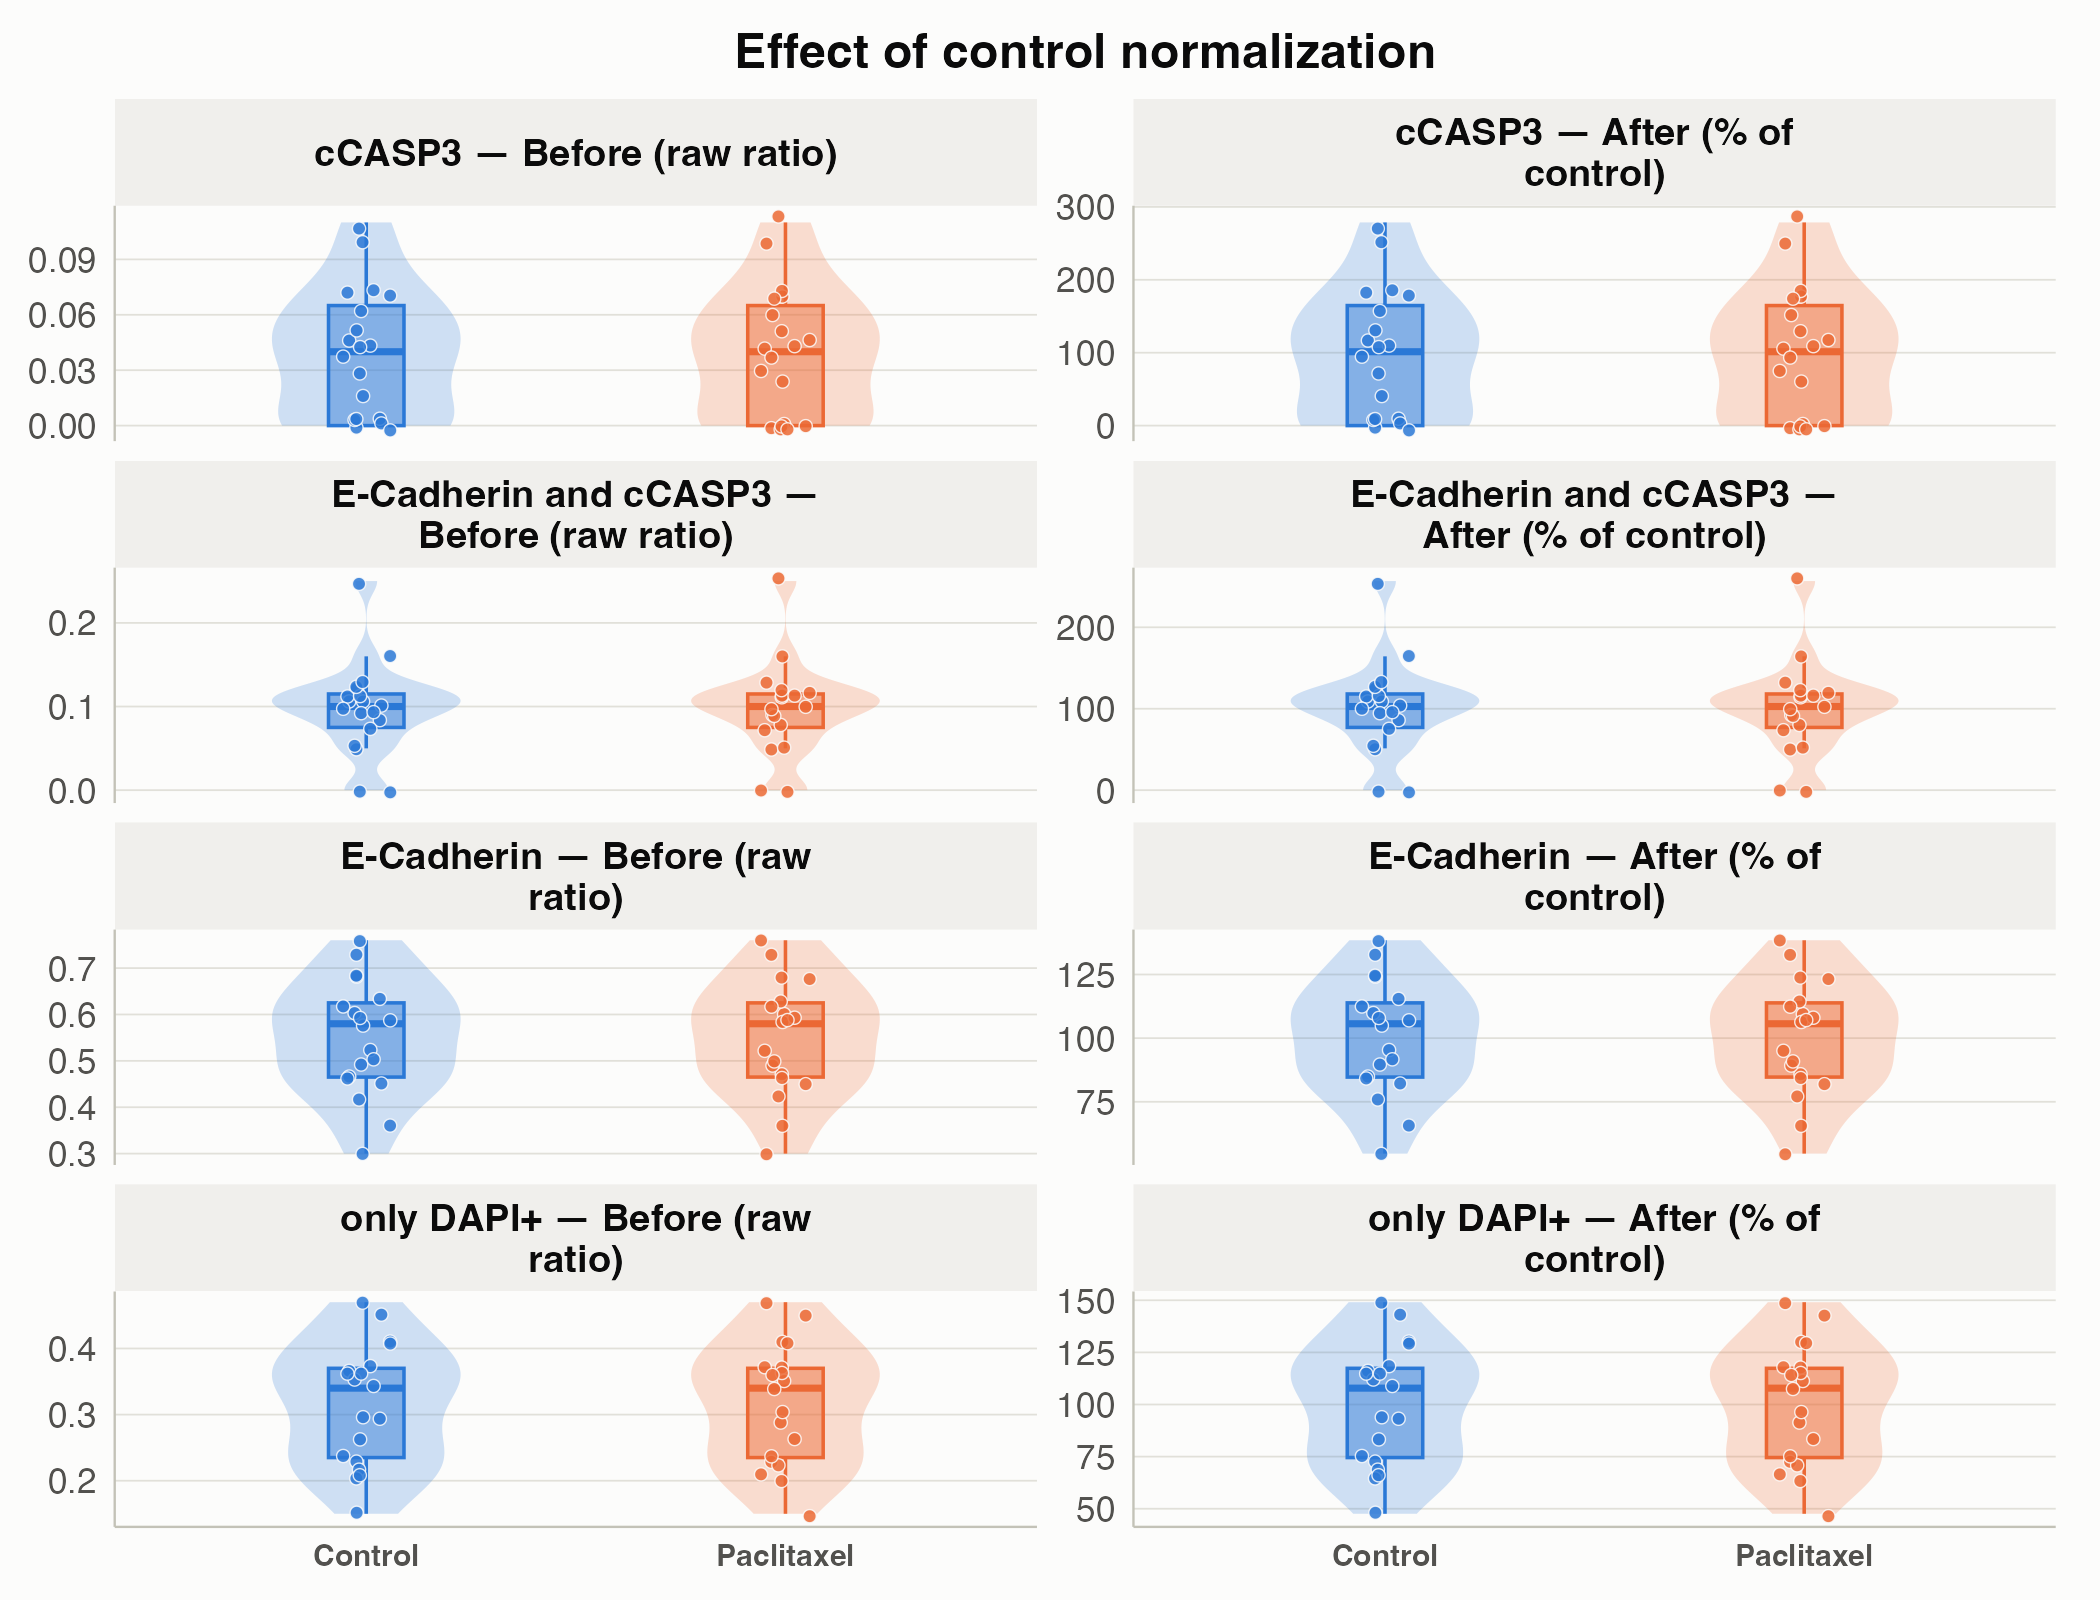 Effect of control normalization
cCASP3 — Before (raw ratio)
cCASP3 — After (% of
control)
0.09
0.06
0.03
0.00
300
200
100
0
E-Cadherin and cCASP3 —
Before (raw ratio)
E-Cadherin and cCASP3 —
After (% of control)
0.2
0.1
0.0
200
100
0
E-Cadherin — Before (raw
ratio)
E-Cadherin — After (% of
control)
0.7
0.6
0.5
0.4
0.3
125
100
75
only DAPI+ — Before (raw
ratio)
only DAPI+ — After (% of
control)
0.4
0.3
0.2
150
125
100
75
50
Control
Paclitaxel
Control
Paclitaxel